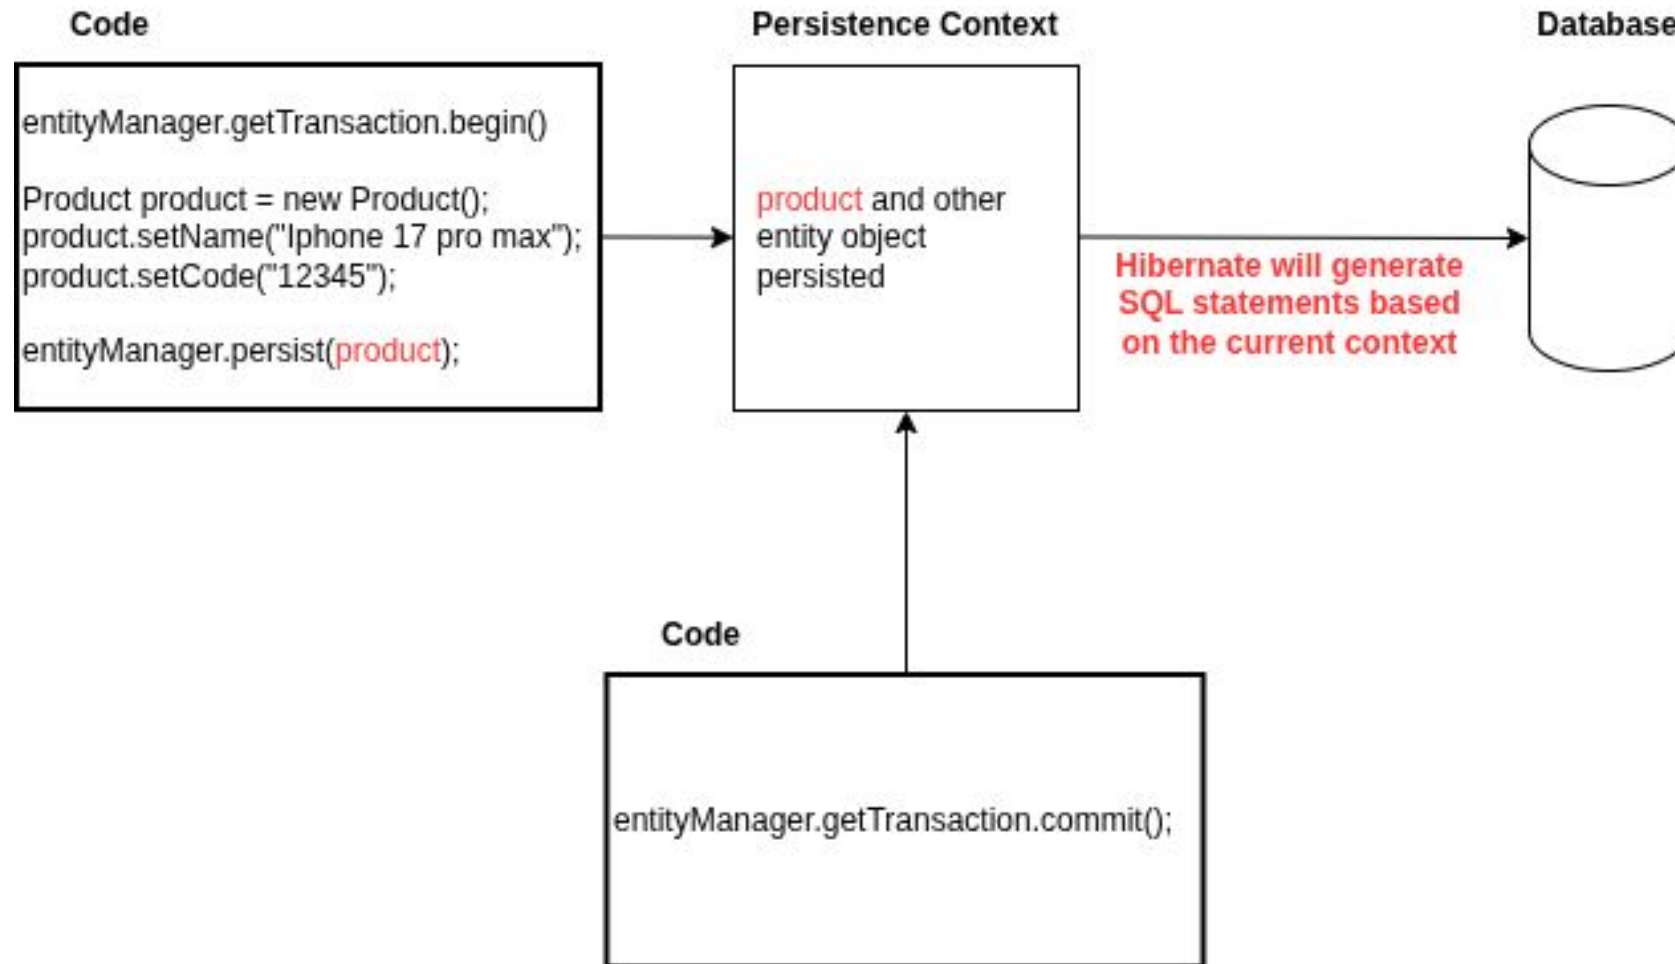 Code
entityManager.getTransaction.begin()
Product product = new Product();
product.setName("Iphone 17 pro max");
product.setCode("12345");
entityManager.persist(product);
Persistence Context
product and other
entity object
persisted
Hibernate will generate
SQL statements based
on the current context
Database
Code
entityManager.getTransaction.commit();